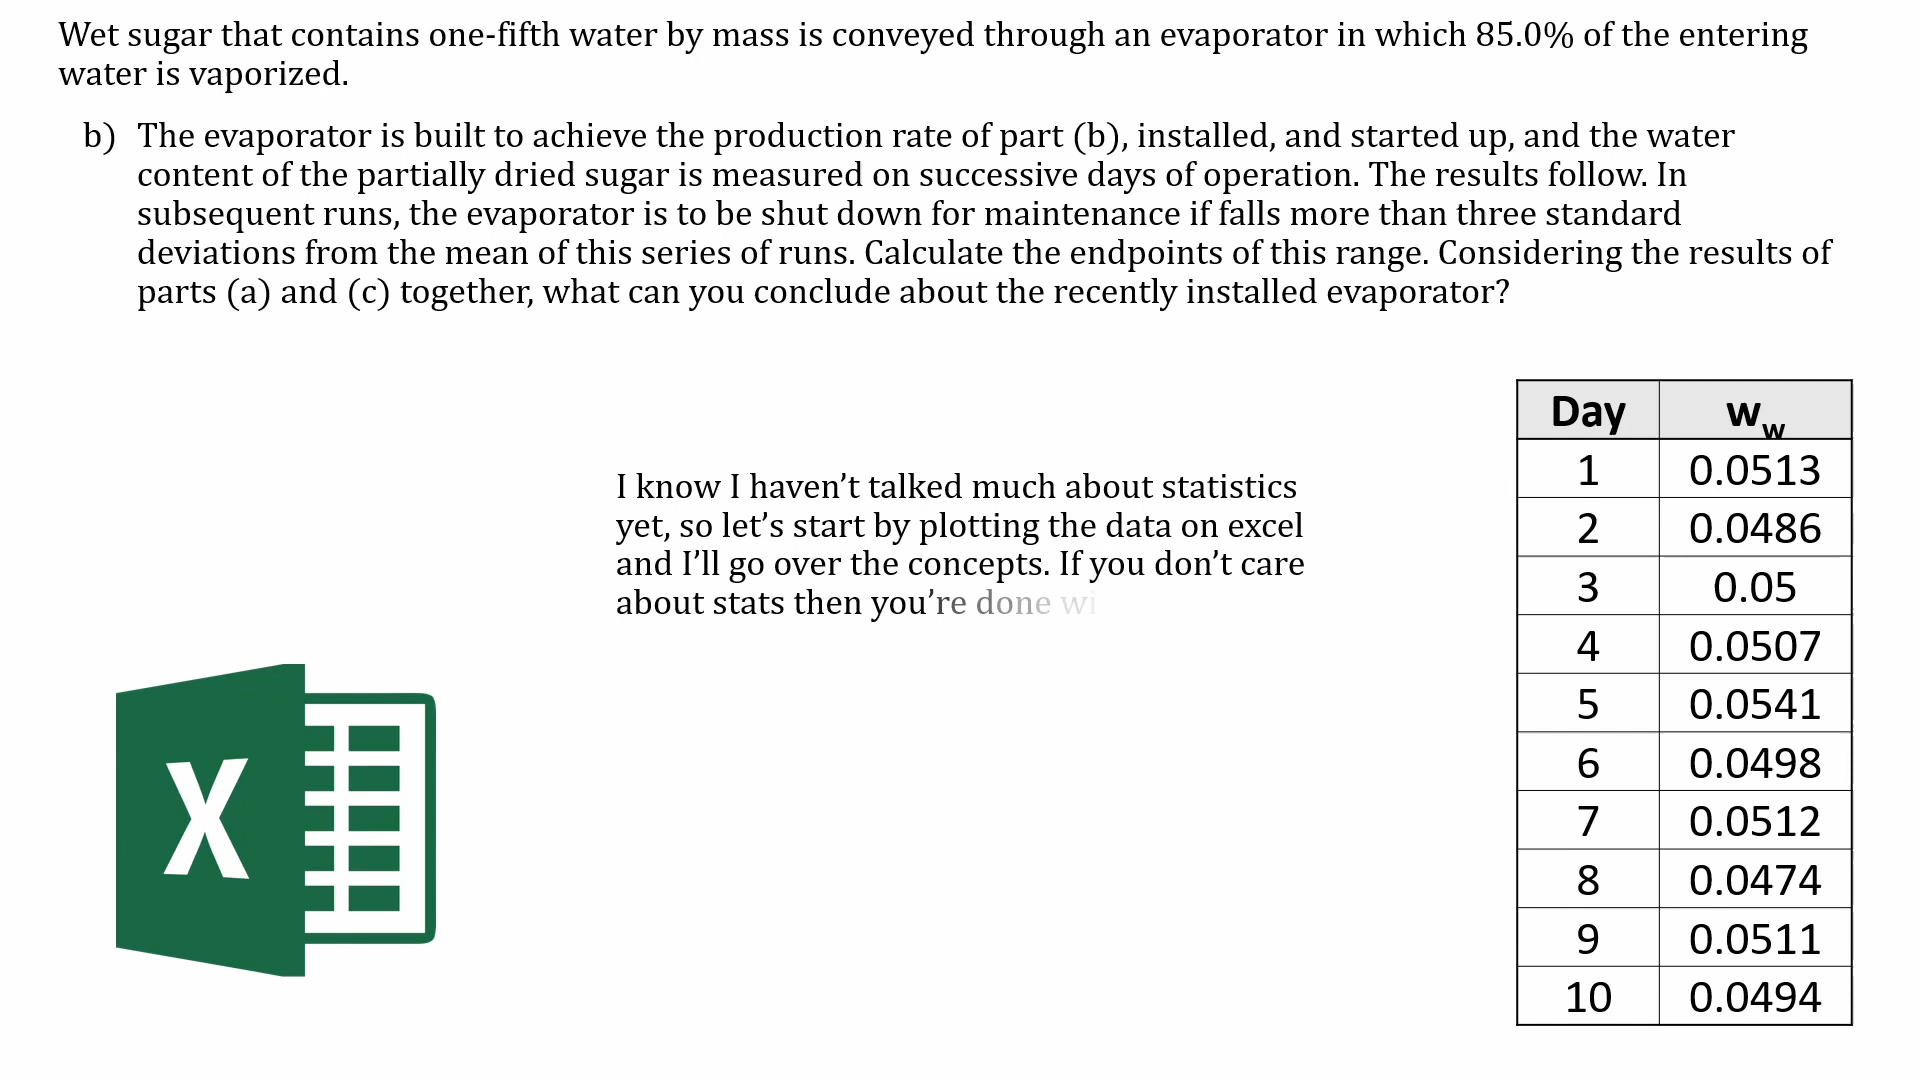 Wet sugar that contains one-fifth water by mass is conveyed through an evaporator in which 85.0% of the entering
water is vaporized.
b) The evaporator is built to achieve the production rate of part (b), installed, and started up, and the water
content of the partially dried sugar is measured on successive days of operation. The results follow. In
subsequent runs, the evaporator is to be shut down for maintenance if falls more than three standard
deviations from the mean of this series of runs. Calculate the endpoints of this range. Considering the results of
parts (a) and (c) together, what can you conclude about the recently installed evaporator?
I know I haven’t talked much about statistics
yet, so let’s start by plotting the data on excel
and I’ll go over the concepts. If you don’t care
about stats then you’re done wi
X
Day w_w
1 0.0513
2 0.0486
3 0.05
4 0.0507
5 0.0541
6 0.0498
7 0.0512
8 0.0474
9 0.0511
10 0.0494